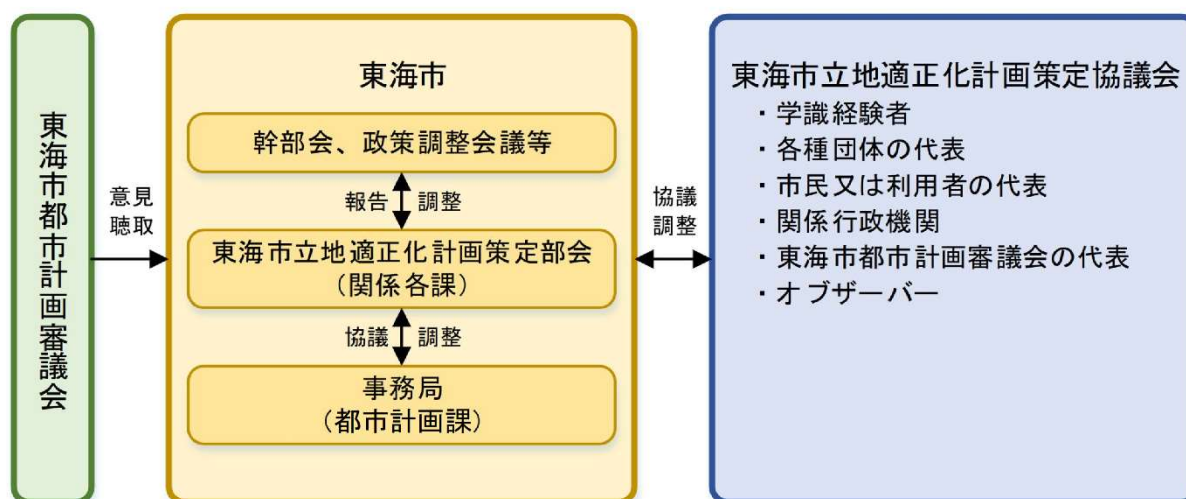 東海市都市計画審議会
意見
聴取
東海市
幹部会、政策調整会議等
報告 調整
東海市立地適正化計画策定部会
(関係各課)
協議 調整
事務局
(都市計画課)
協議
調整
東海市立地適正化計画策定協議会
・学識経験者
・各種団体の代表
・市民又は利用者の代表
・関係行政機関
・東海市都市計画審議会の代表
・オブザーバー